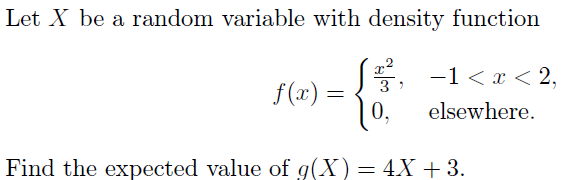 Let X be a random variable with density function
f(x) = { x²/3, −1 < x < 2,
0, elsewhere.
Find the expected value of g(X) = 4X + 3.